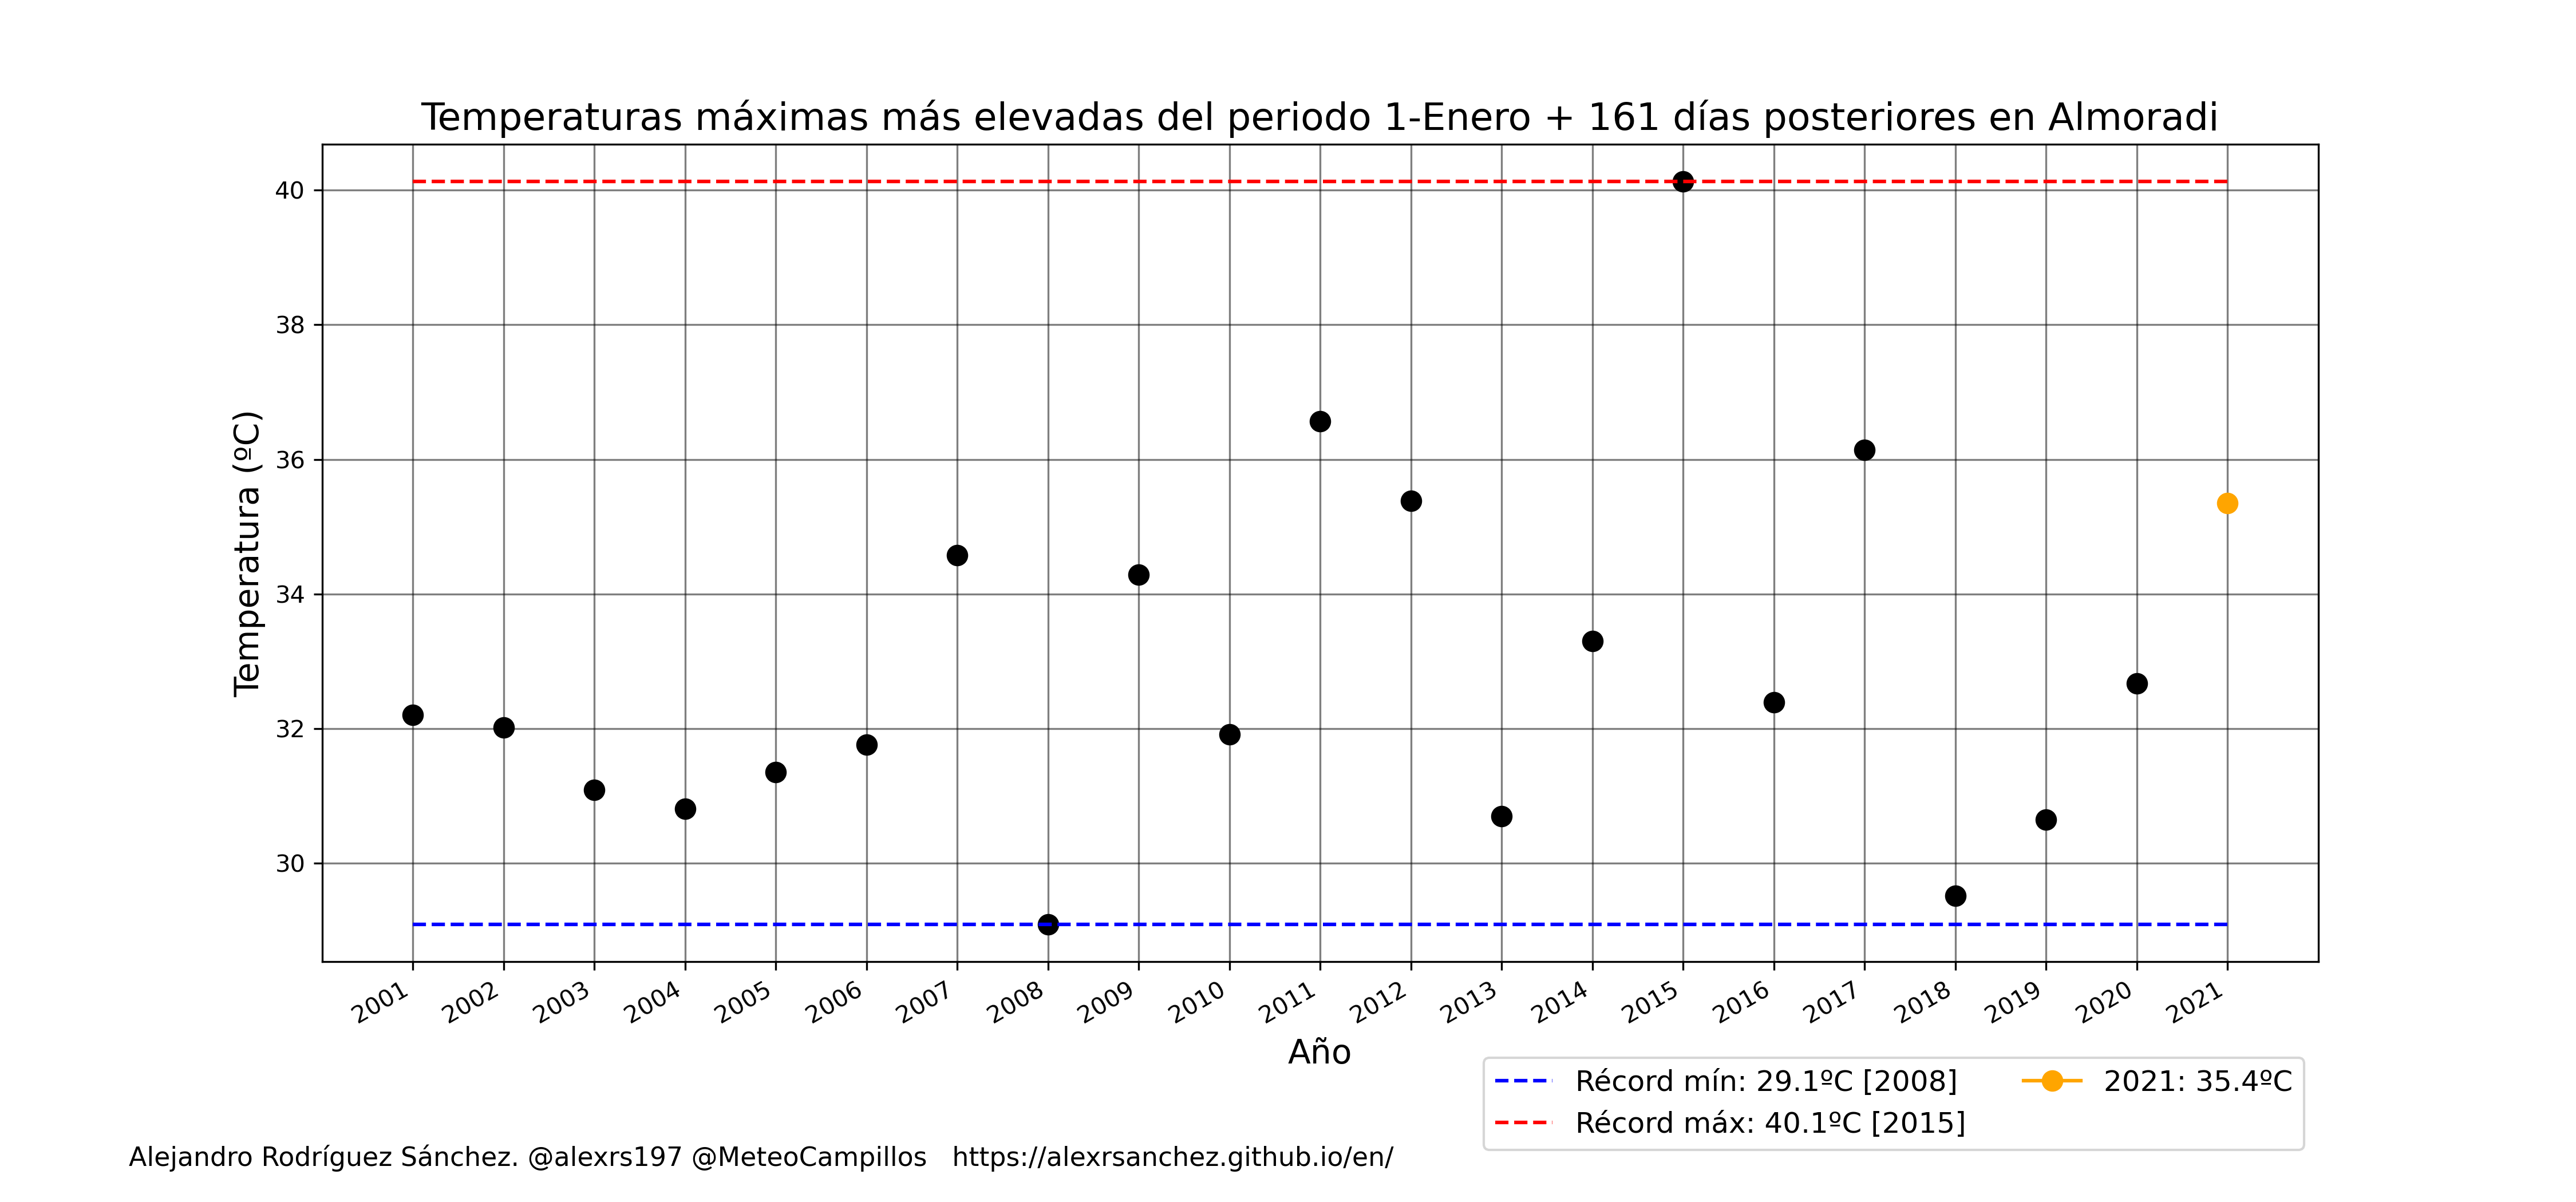 Temperaturas máximas más elevadas del periodo 1-Enero + 161 días posteriores en Almoradi
Temperatura (ºC)
40
38
36
34
32
30
2001 2002 2003 2004 2005 2006 2007 2008 2009 2010 2011 2012 2013 2014 2015 2016 2017 2018 2019 2020 2021
Año
Récord mín: 29.1ºC [2008]
Récord máx: 40.1ºC [2015]
2021: 35.4ºC
Alejandro Rodríguez Sánchez. @alexrs197 @MeteoCampillos https://alexrsanchez.github.io/en/